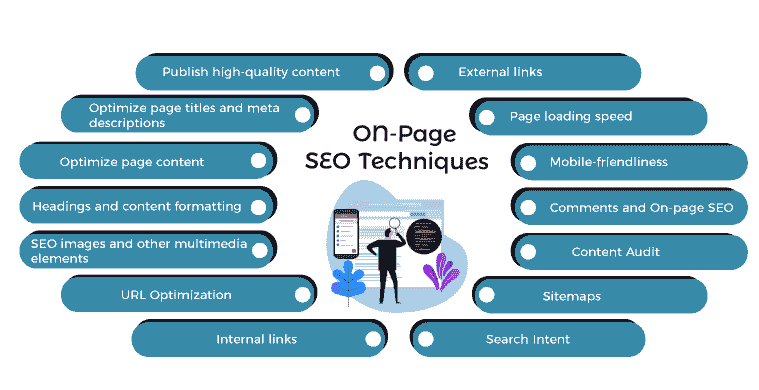 Publish high-quality content
Optimize page titles and meta
descriptions
Optimize page content
Headings and content formatting
SEO images and other multimedia
elements
URL Optimization
Internal links
ON-Page
SEO Techniques
External links
Page loading speed
Mobile-friendliness
Comments and On-page SEO
Content Audit
Sitemaps
Search Intent